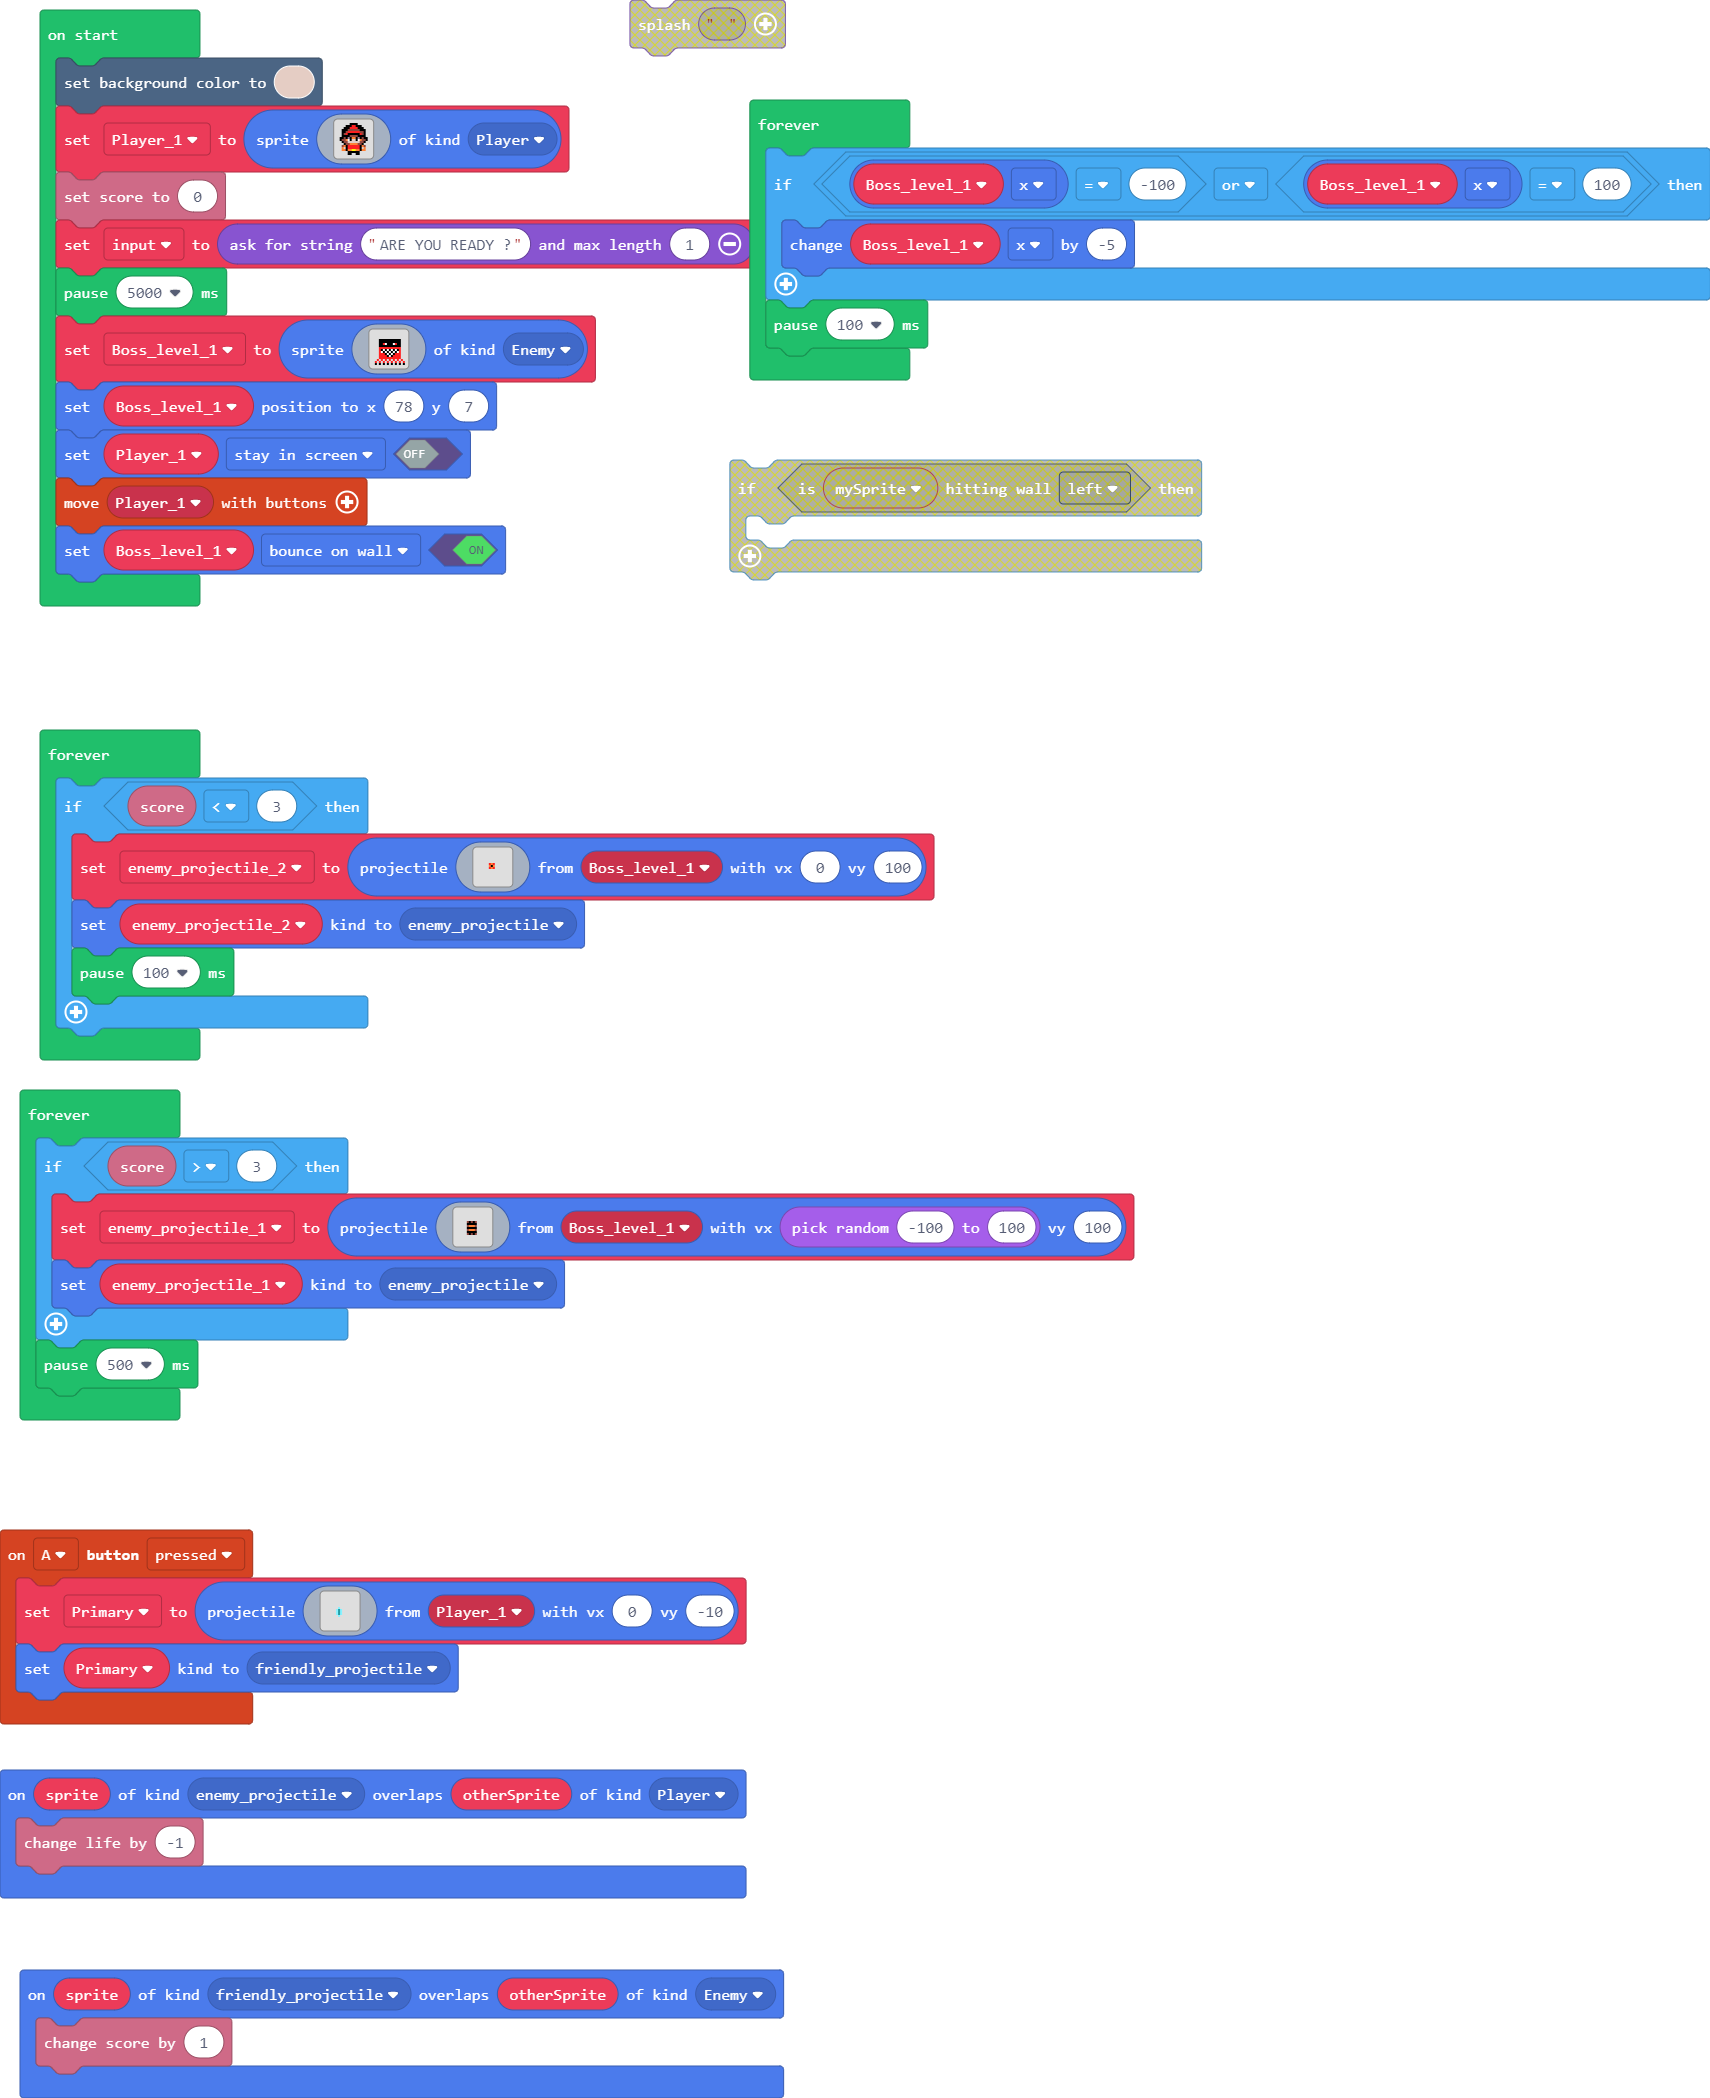 on start
set background color to
set Player_1 to sprite of kind Player
set score to 0
set input to ask for string "ARE YOU READY ?" and max length 1
pause 5000 ms
set Boss_level_1 to sprite of kind Enemy
set Boss_level_1 position to x 78 y 7
set Player_1 stay in screen OFF
move Player_1 with buttons
set Boss_level_1 bounce on wall ON
splash " "
forever
if Boss_level_1 x = -100 or Boss_level_1 x = 100 then
change Boss_level_1 x by -5
pause 100 ms
if is mySprite hitting wall left then
forever
if score < 3 then
set enemy_projectile_2 to projectile from Boss_level_1 with vx 0 vy 100
set enemy_projectile_2 kind to enemy_projectile
pause 100 ms
forever
if score > 3 then
set enemy_projectile_1 to projectile from Boss_level_1 with vx pick random -100 to 100 vy 100
set enemy_projectile_1 kind to enemy_projectile
pause 500 ms
on A button pressed
set Primary to projectile from Player_1 with vx 0 vy -10
set Primary kind to friendly_projectile
on sprite of kind enemy_projectile overlaps otherSprite of kind Player
change life by -1
on sprite of kind friendly_projectile overlaps otherSprite of kind Enemy
change score by 1